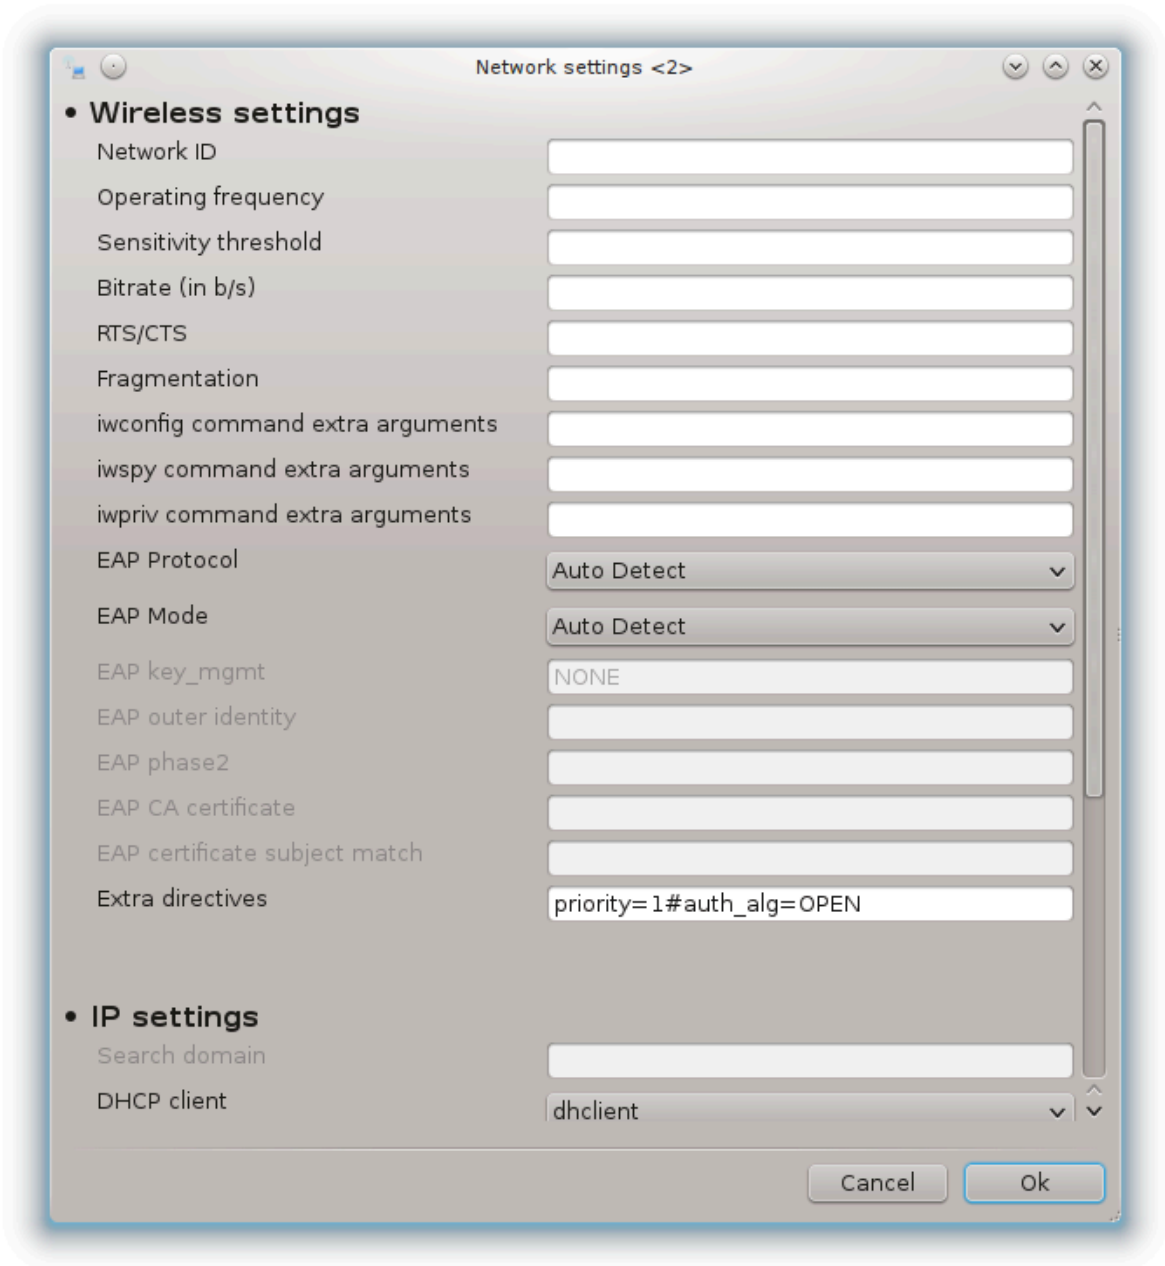 Network settings <2>
• Wireless settings
Network ID
Operating frequency
Sensitivity threshold
Bitrate (in b/s)
RTS/CTS
Fragmentation
iwconfig command extra arguments
iwspy command extra arguments
iwpriv command extra arguments
EAP Protocol Auto Detect
EAP Mode Auto Detect
EAP key_mgmt NONE
EAP outer identity
EAP phase2
EAP CA certificate
EAP certificate subject match
Extra directives priority=1#auth_alg=OPEN
• IP settings
Search domain
DHCP client dhclient
Cancel Ok